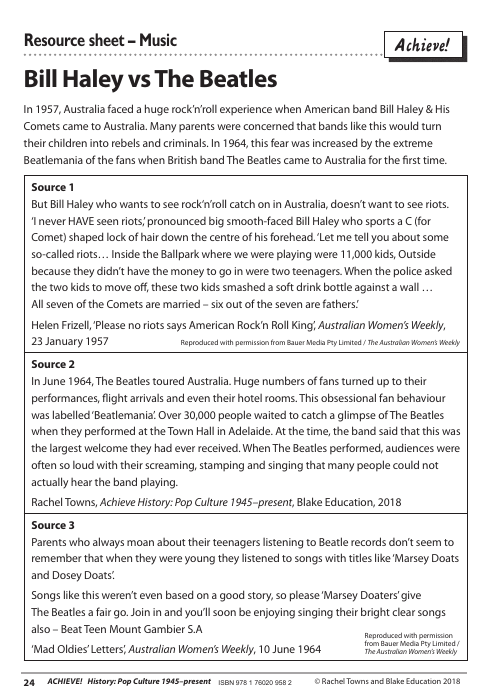 Resource sheet – Music
Achieve!
Bill Haley vs The Beatles
In 1957, Australia faced a huge rock’n’roll experience when American band Bill Haley & His
Comets came to Australia. Many parents were concerned that bands like this would turn
their children into rebels and criminals. In 1964, this fear was increased by the extreme
Beatlemania of the fans when British band The Beatles came to Australia for the first time.
Source 1
But Bill Haley who wants to see rock’n’roll catch on in Australia, doesn’t want to see riots.
‘I never HAVE seen riots,’ pronounced big smooth-faced Bill Haley who sports a C (for
Comet) shaped lock of hair down the centre of his forehead. ‘Let me tell you about some
so-called riots… Inside the Ballpark where we were playing were 11,000 kids, Outside
because they didn’t have the money to go in were two teenagers. When the police asked
the two kids to move off, these two kids smashed a soft drink bottle against a wall …
All seven of the Comets are married – six out of the seven are fathers.’
Helen Frizell, ‘Please no riots says American Rock’n Roll King’, Australian Women’s Weekly,
23 January 1957
Reproduced with permission from Bauer Media Pty Limited / The Australian Women’s Weekly
Source 2
In June 1964, The Beatles toured Australia. Huge numbers of fans turned up to their
performances, flight arrivals and even their hotel rooms. This obsessional fan behaviour
was labelled ‘Beatlemania’. Over 30,000 people waited to catch a glimpse of The Beatles
when they performed at the Town Hall in Adelaide. At the time, the band said that this was
the largest welcome they had ever received. When The Beatles performed, audiences were
often so loud with their screaming, stamping and singing that many people could not
actually hear the band playing.
Rachel Towns, Achieve History: Pop Culture 1945–present, Blake Education, 2018
Source 3
Parents who always moan about their teenagers listening to Beatle records don’t seem to
remember that when they were young they listened to songs with titles like ‘Marsey Doats
and Dosey Doats’.
Songs like this weren’t even based on a good story, so please ‘Marsey Doaters’ give
The Beatles a fair go. Join in and you’ll soon be enjoying singing their bright clear songs
also – Beat Teen Mount Gambier S.A
‘Mad Oldies’ Letters’, Australian Women’s Weekly, 10 June 1964
Reproduced with permission
from Bauer Media Pty Limited /
The Australian Women’s Weekly
24 ACHIEVE! History: Pop Culture 1945–present ISBN 978 1 76020 958 2 © Rachel Towns and Blake Education 2018